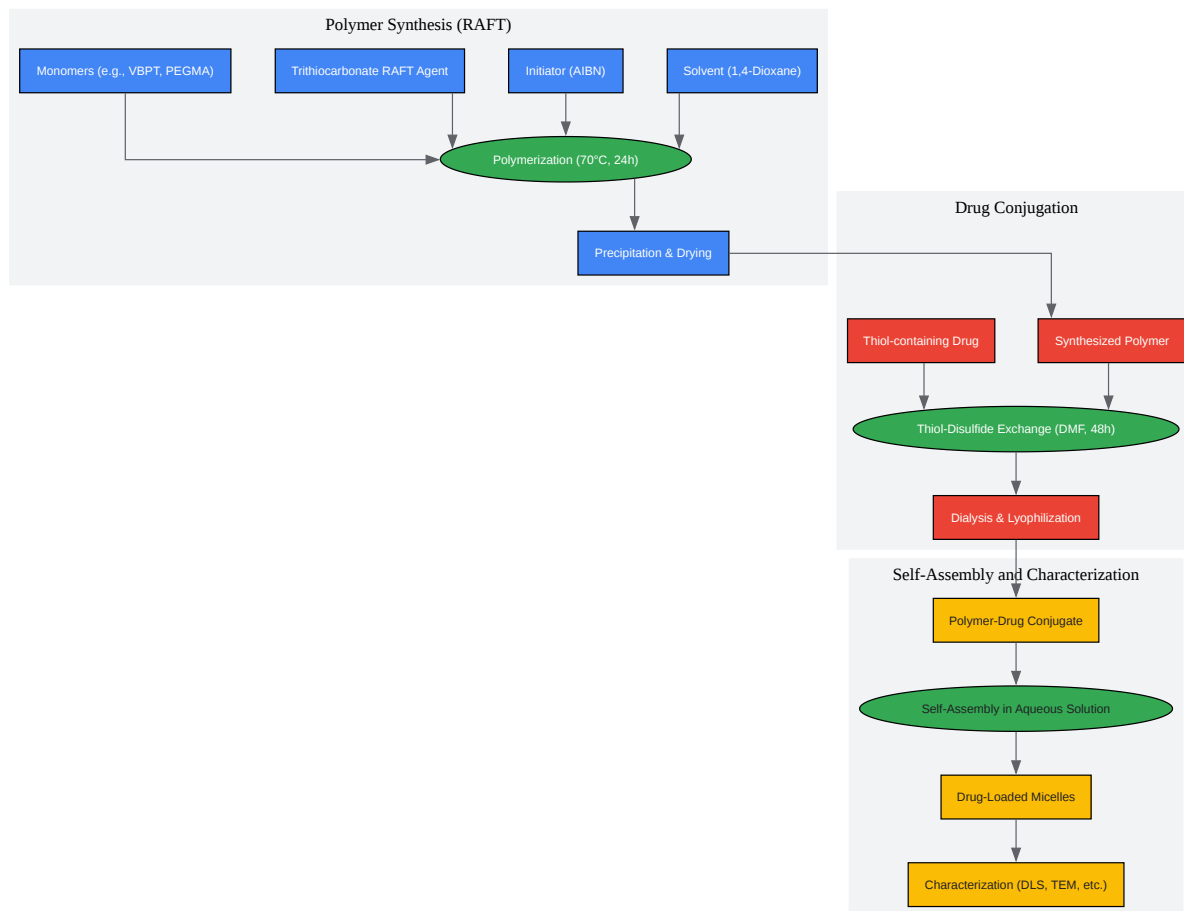 Polymer Synthesis (RAFT)
Monomers (e.g., VBPT, PEGMA)
Trithiocarbonate RAFT Agent
Initiator (AIBN)
Solvent (1,4-Dioxane)
Polymerization (70°C, 24h)
Precipitation & Drying
Drug Conjugation
Thiol-containing Drug
Synthesized Polymer
Thiol-Disulfide Exchange (DMF, 48h)
Dialysis & Lyophilization
Self-Assembly and Characterization
Polymer-Drug Conjugate
Self-Assembly in Aqueous Solution
Drug-Loaded Micelles
Characterization (DLS, TEM, etc.)